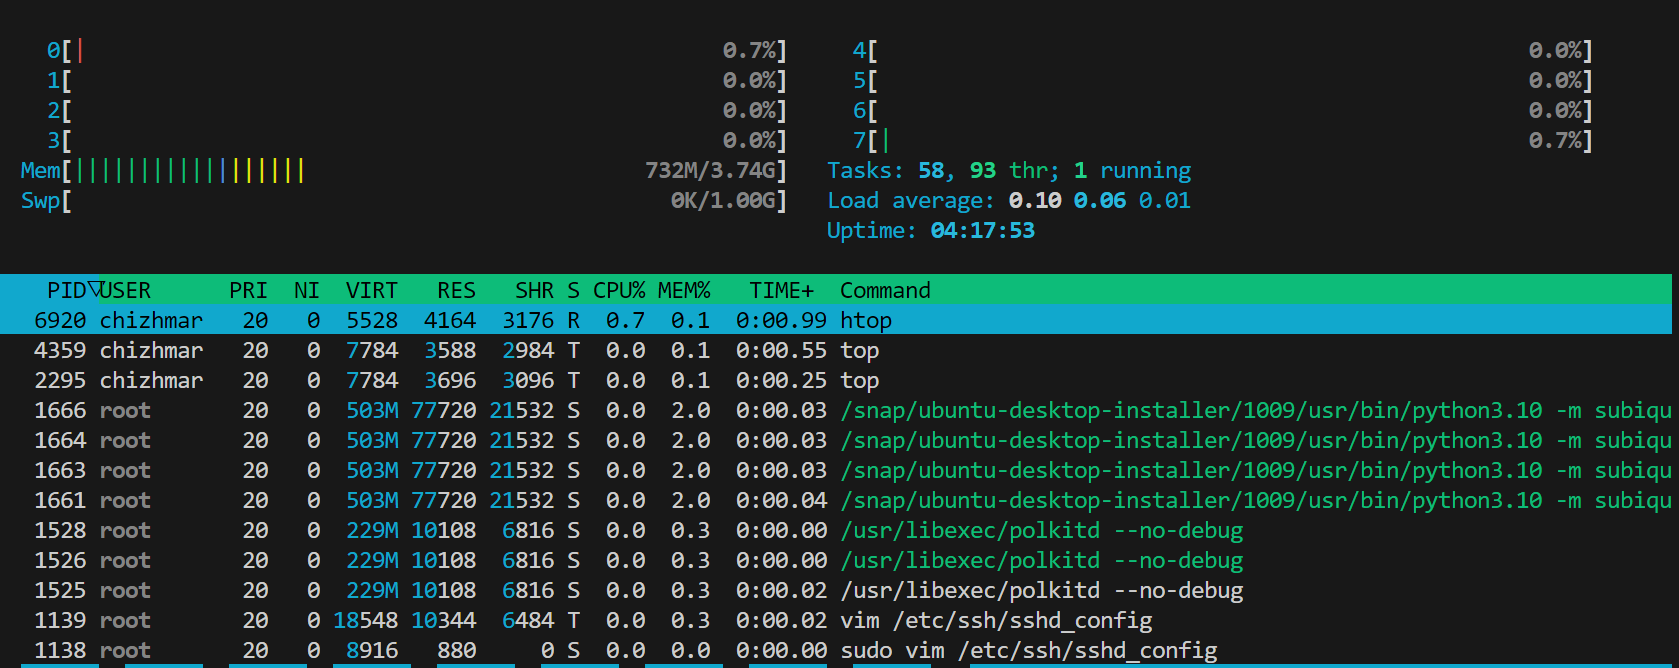 0[| 0.7%] 4[ 0.0%]
1[ 0.0%] 5[ 0.0%]
2[ 0.0%] 6[ 0.0%]
3[ 0.0%] 7[| 0.7%]
Mem[|||||||||||||||||| 732M/3.74G] Tasks: 58, 93 thr; 1 running
Swp[ 0K/1.00G] Load average: 0.10 0.06 0.01
Uptime: 04:17:53
PID▽USER PRI NI VIRT RES SHR S CPU% MEM% TIME+ Command
6920 chizhmar 20 0 5528 4164 3176 R 0.7 0.1 0:00.99 htop
4359 chizhmar 20 0 7784 3588 2984 T 0.0 0.1 0:00.55 top
2295 chizhmar 20 0 7784 3696 3096 T 0.0 0.1 0:00.25 top
1666 root 20 0 503M 77720 21532 S 0.0 2.0 0:00.03 /snap/ubuntu-desktop-installer/1009/usr/bin/python3.10 -m subiqu
1664 root 20 0 503M 77720 21532 S 0.0 2.0 0:00.03 /snap/ubuntu-desktop-installer/1009/usr/bin/python3.10 -m subiqu
1663 root 20 0 503M 77720 21532 S 0.0 2.0 0:00.03 /snap/ubuntu-desktop-installer/1009/usr/bin/python3.10 -m subiqu
1661 root 20 0 503M 77720 21532 S 0.0 2.0 0:00.04 /snap/ubuntu-desktop-installer/1009/usr/bin/python3.10 -m subiqu
1528 root 20 0 229M 10108 6816 S 0.0 0.3 0:00.00 /usr/libexec/polkitd --no-debug
1526 root 20 0 229M 10108 6816 S 0.0 0.3 0:00.00 /usr/libexec/polkitd --no-debug
1525 root 20 0 229M 10108 6816 S 0.0 0.3 0:00.02 /usr/libexec/polkitd --no-debug
1139 root 20 0 18548 10344 6484 T 0.0 0.3 0:00.02 vim /etc/ssh/sshd_config
1138 root 20 0 8916 880 0 S 0.0 0.0 0:00.00 sudo vim /etc/ssh/sshd_config